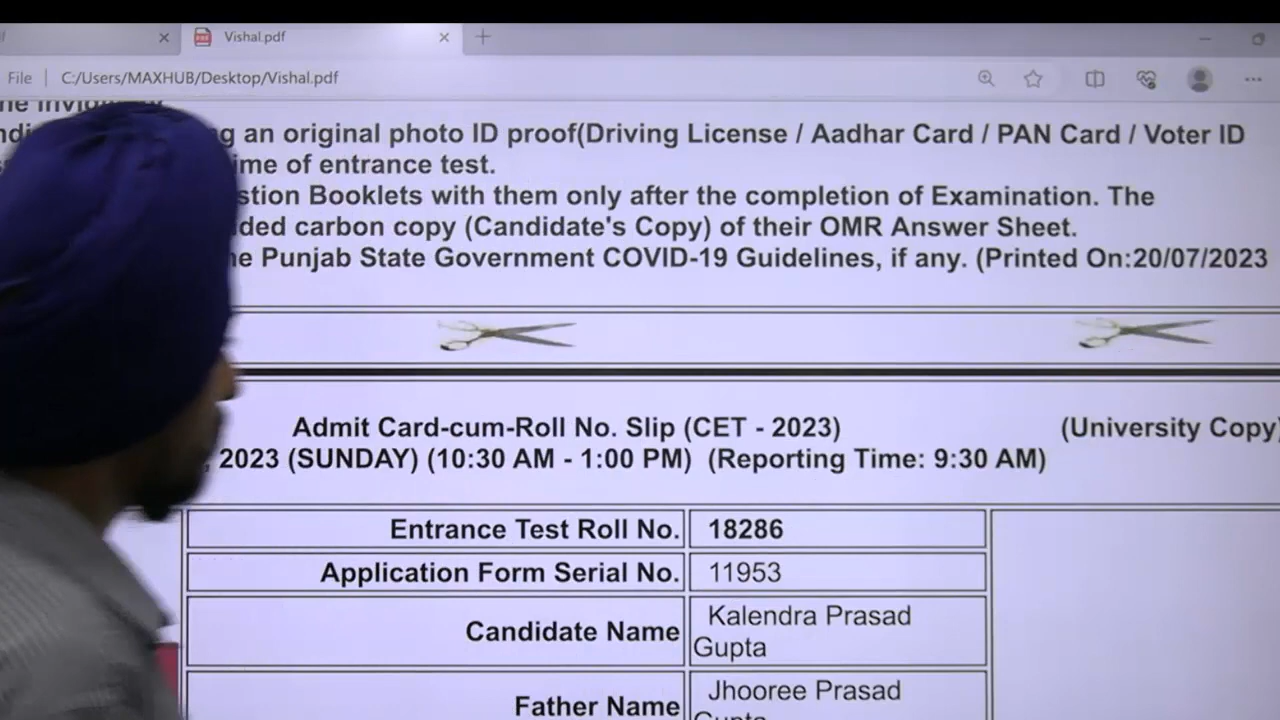 Vishal.pdf
File | C:/Users/MAXHUB/Desktop/Vishal.pdf
g an original photo ID proof(Driving License / Aadhar Card / PAN Card / Voter ID
ime of entrance test.
stion Booklets with them only after the completion of Examination. The
ded carbon copy (Candidate's Copy) of their OMR Answer Sheet.
e Punjab State Government COVID-19 Guidelines, if any. (Printed On:20/07/2023
Admit Card-cum-Roll No. Slip (CET - 2023) (University Copy)
, 2023 (SUNDAY) (10:30 AM - 1:00 PM) (Reporting Time: 9:30 AM)
Entrance Test Roll No. 18286
Application Form Serial No. 11953
Candidate Name Kalendra Prasad
Gupta
Father Name Jhooree Prasad
Gupta